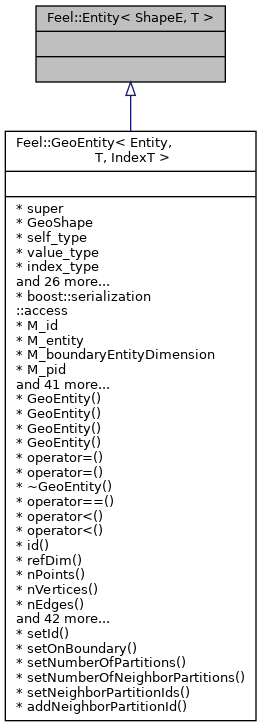 Feel::Entity< ShapeE, T >
Feel::GeoEntity< Entity,
T, IndexT >
* super
* GeoShape
* self_type
* value_type
* index_type
and 26 more...
* boost::serialization
::access
* M_id
* M_entity
* M_boundaryEntityDimension
* M_pid
and 41 more...
* GeoEntity()
* GeoEntity()
* GeoEntity()
* GeoEntity()
* operator=()
* operator=()
* ~GeoEntity()
* operator==()
* operator<()
* operator<()
* id()
* refDim()
* nPoints()
* nVertices()
* nEdges()
and 42 more...
* setId()
* setOnBoundary()
* setNumberOfPartitions()
* setNumberOfNeighborPartitions()
* setNeighborPartitionIds()
* addNeighborPartitionId()